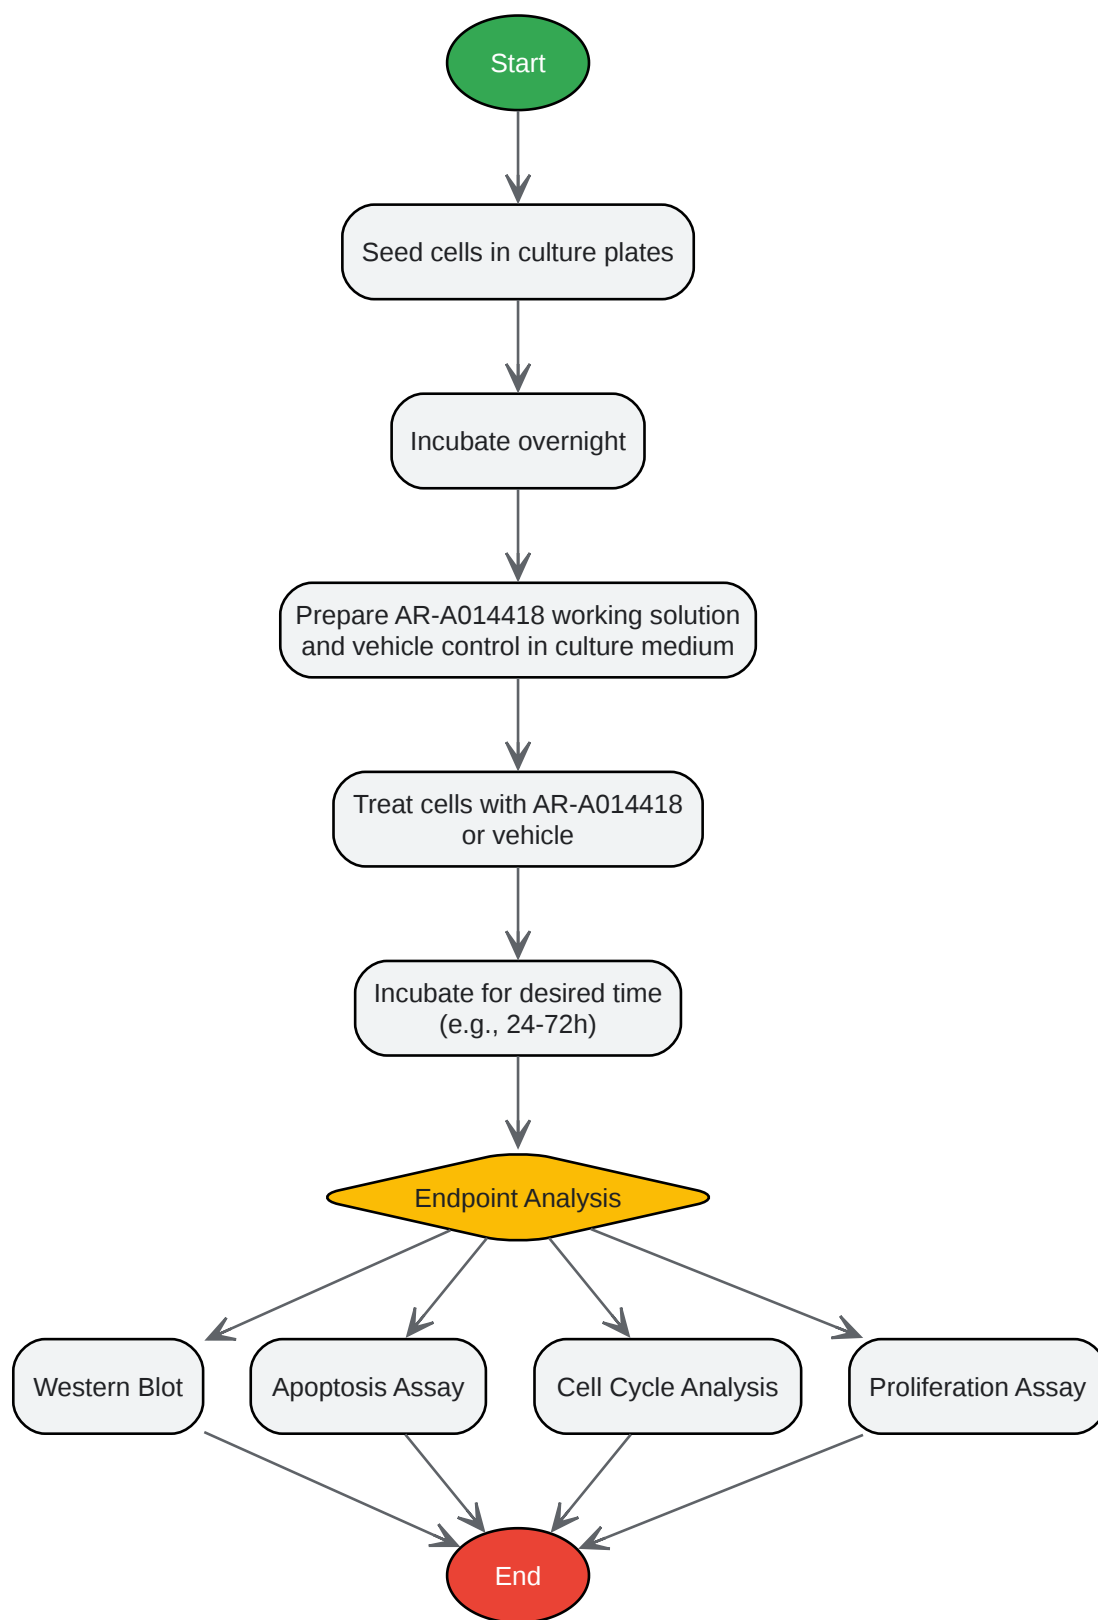 Start
Seed cells in culture plates
Incubate overnight
Prepare AR-A014418 working solution
and vehicle control in culture medium
Treat cells with AR-A014418
or vehicle
Incubate for desired time
(e.g., 24-72h)
Endpoint Analysis
Western Blot
Apoptosis Assay
Cell Cycle Analysis
Proliferation Assay
End